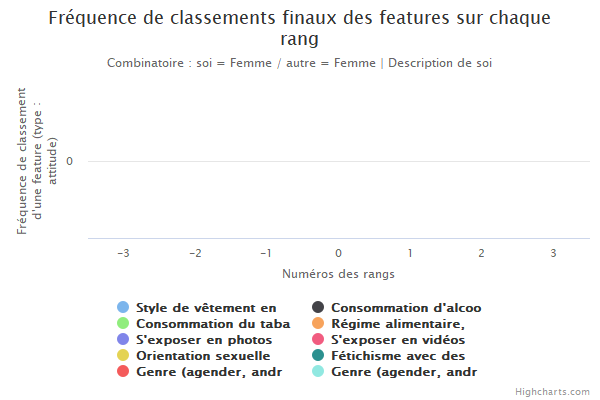 Fréquence de classements finaux des features sur chaque
rang
Combinatoire : soi = Femme / autre = Femme | Description de soi
Fréquence de classement
d'une feature (type :
attitude)
0
-3 -2 -1 0 1 2 3
Numéros des rangs
Style de vêtement en
Consommation d'alcoo
Consommation du taba
Régime alimentaire,
S'exposer en photos
S'exposer en vidéos
Orientation sexuelle
Fétichisme avec des
Genre (agender, andr
Genre (agender, andr
Highcharts.com